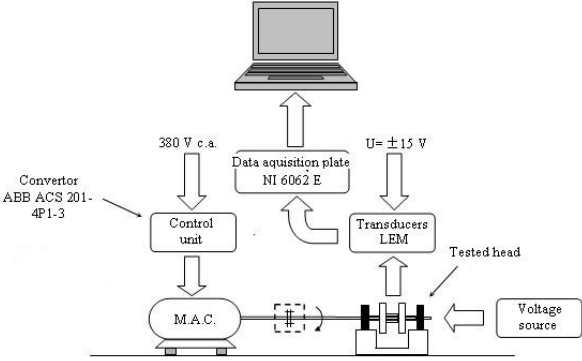 380 V c.a.
U= ±15 V
Data aquisition plate
NI 6062 E
Convertor
ABB ACS 201-
4P1-3
Control
unit
Transducers
LEM
Tested head
M.A.C.
Voltage
source